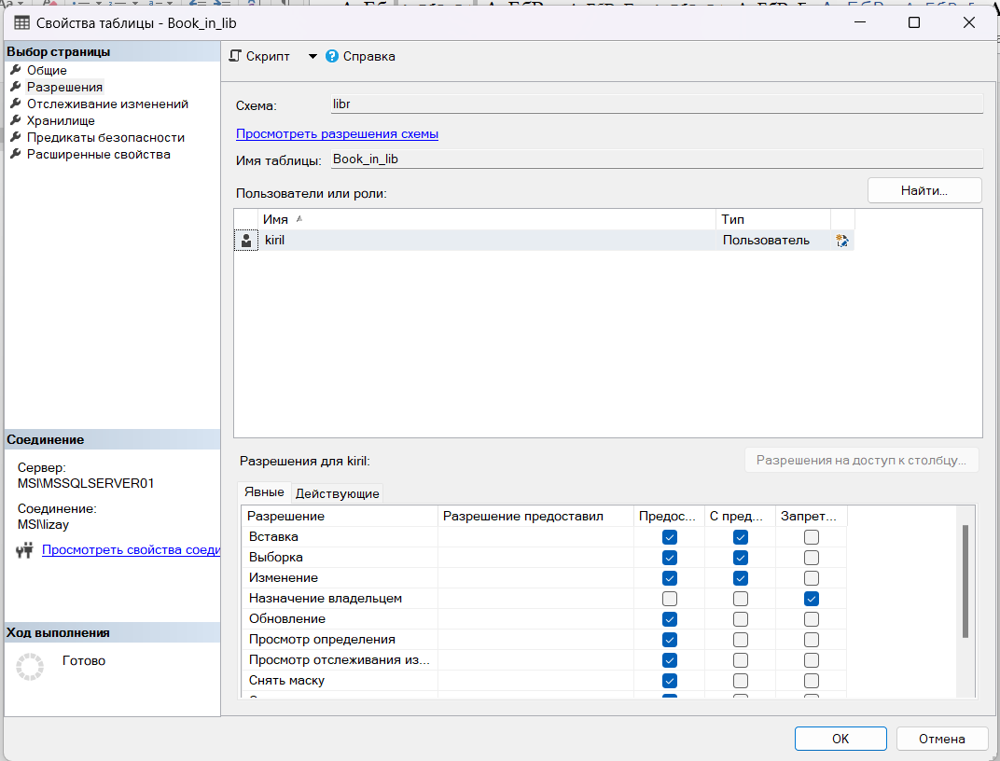 Свойства таблицы - Book_in_lib
Выбор страницы
Общие
Разрешения
Отслеживание изменений
Хранилище
Предикаты безопасности
Расширенные свойства
Скрипт
Справка
Схема: libr
Просмотреть разрешения схемы
Имя таблицы: Book_in_lib
Пользователи или роли:
Найти...
Имя Тип
kiril Пользователь
Соединение
Сервер:
MSI\MSSQLSERVER01
Соединение:
MSI\lizay
Просмотреть свойства соеди
Ход выполнения
Готово
Разрешения для kiril:
Разрешения на доступ к столбцу...
Явные Действующие
Разрешение Разрешение предоставил Предос... С пред... Запрет...
Вставка
Выборка
Изменение
Назначение владельцем
Обновление
Просмотр определения
Просмотр отслеживания из...
Снять маску
ОК
Отмена